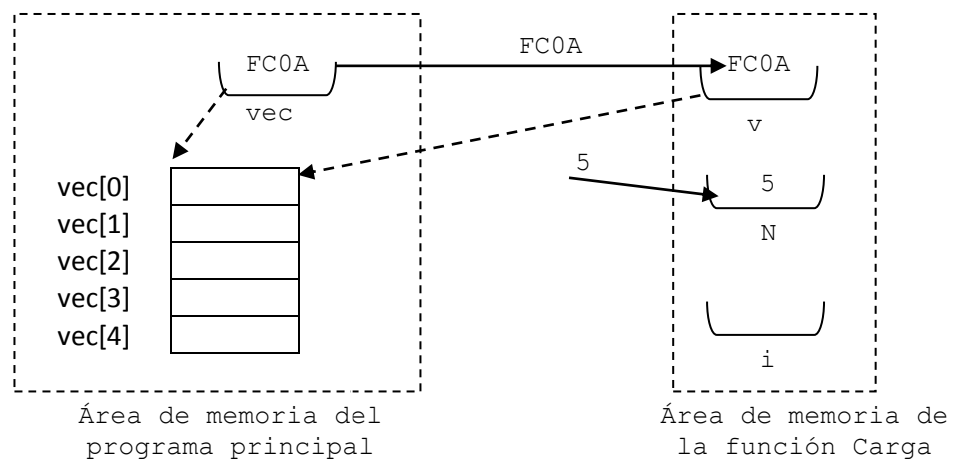 FC0A
FC0A
FC0A
vec
v
5
vec[0]
5
vec[1]
N
vec[2]
vec[3]
vec[4]
i
Área de memoria del
programa principal
Área de memoria de
la función Carga